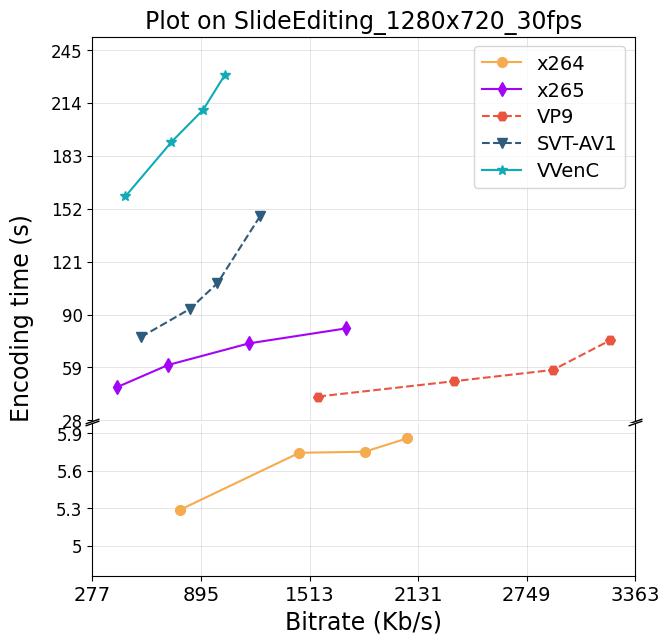 Plot on SlideEditing_1280x720_30fps
245
214
183
152
121
90
59
28
5.9
5.6
5.3
5
Encoding time (s)
x264
x265
VP9
SVT-AV1
VVenC
277 895 1513 2131 2749 3363
Bitrate (Kb/s)